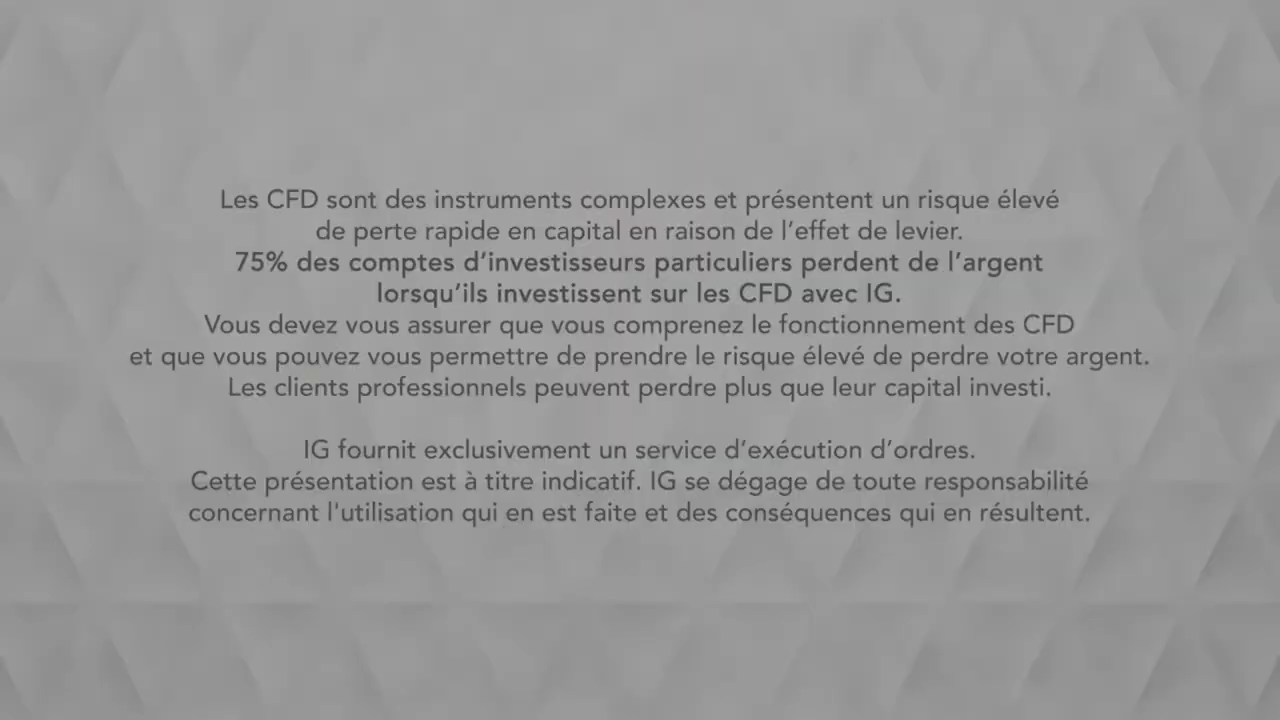 Les CFD sont des instruments complexes et présentent un risque élevé
de perte rapide en capital en raison de l’effet de levier.
75% des comptes d’investisseurs particuliers perdent de l’argent
lorsqu’ils investissent sur les CFD avec IG.
Vous devez vous assurer que vous comprenez le fonctionnement des CFD
et que vous pouvez vous permettre de prendre le risque élevé de perdre votre argent.
Les clients professionnels peuvent perdre plus que leur capital investi.
IG fournit exclusivement un service d’exécution d’ordres.
Cette présentation est à titre indicatif. IG se dégage de toute responsabilité
concernant l'utilisation qui en est faite et des conséquences qui en résultent.